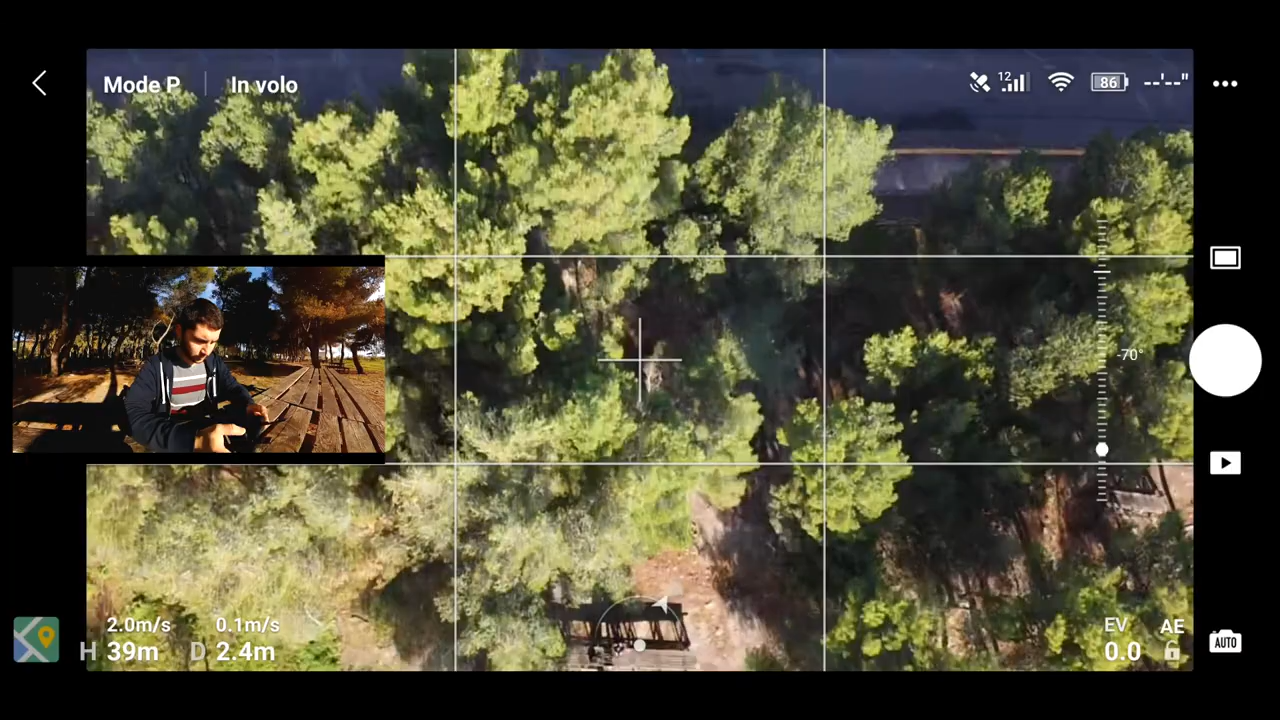 Mode P | In volo
12
86
--'--"
-70°
2.0m/s 0.1m/s
H 39m D 2.4m
EV AE
0.0
AUTO